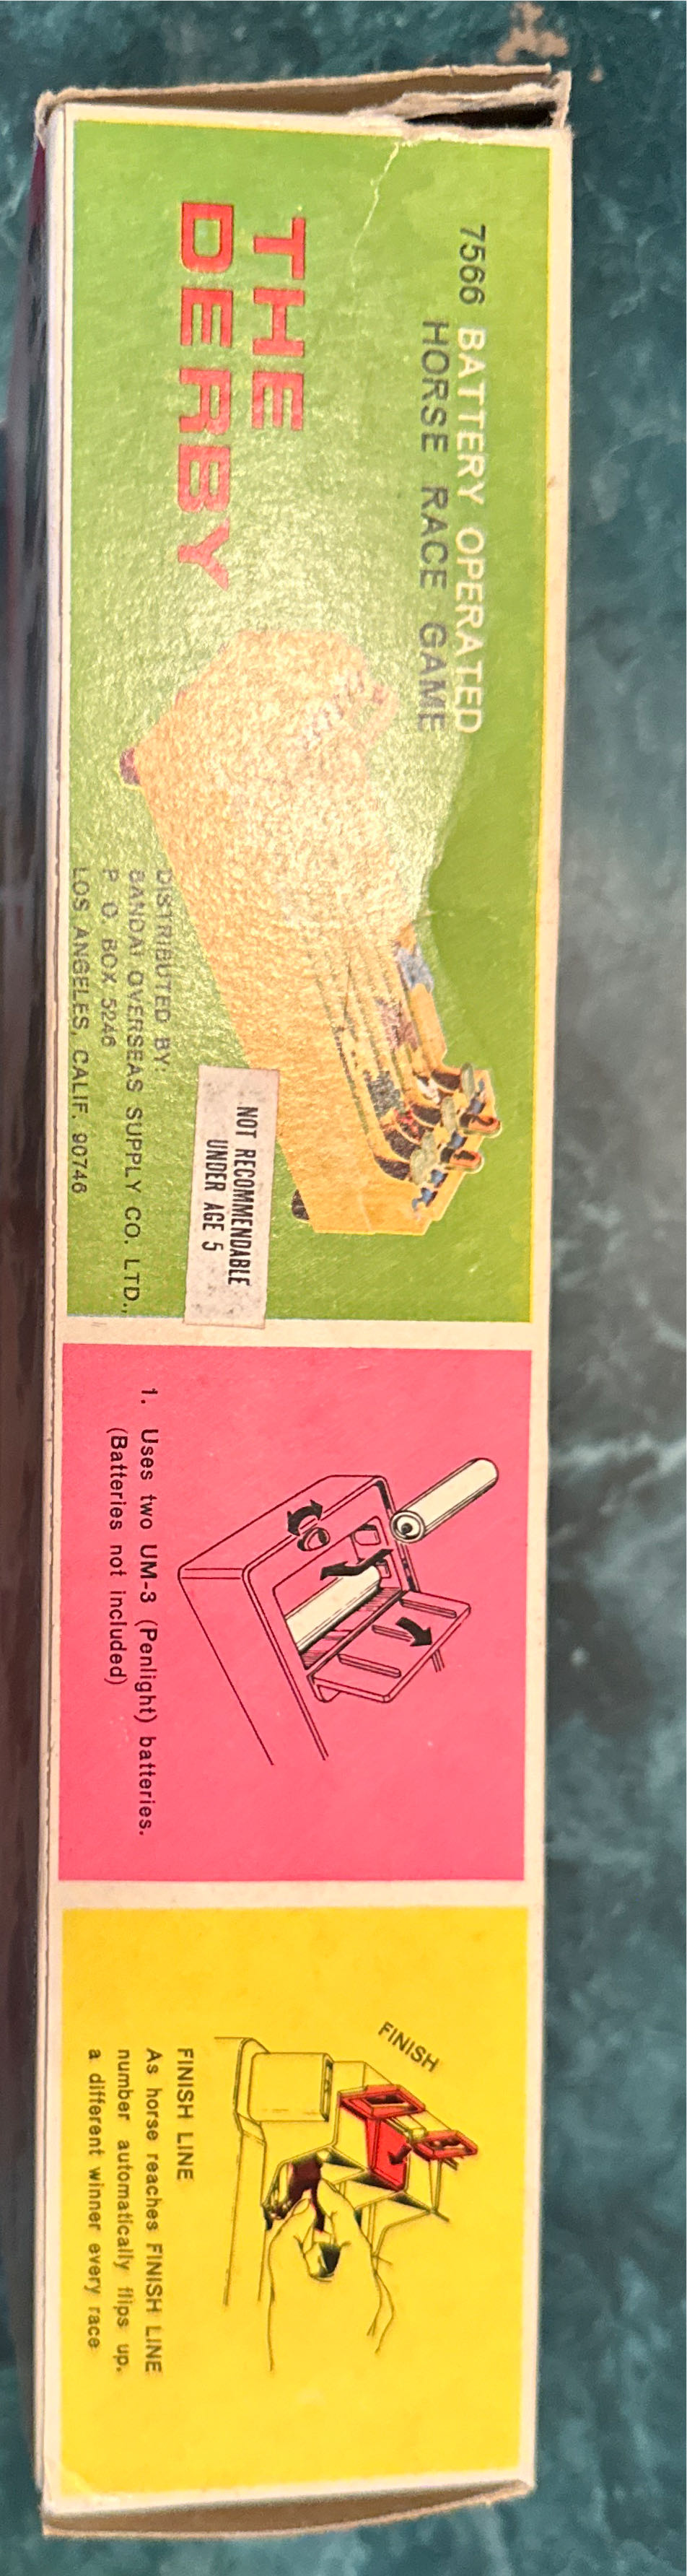 7566 BATTERY OPERATED
HORSE RACE GAME
THE
DERBY
DISTRIBUTED BY:
BANDAI OVERSEAS SUPPLY CO. LTD.,
P. O. BOX 5246
LOS ANGELES, CALIF. 90746
NOT RECOMMENDABLE
UNDER AGE 5
1. Uses two UM-3 (Penlight) batteries.
(Batteries not included)
FINISH
FINISH LINE
As horse reaches FINISH LINE
number automatically flips up.
a different winner every race